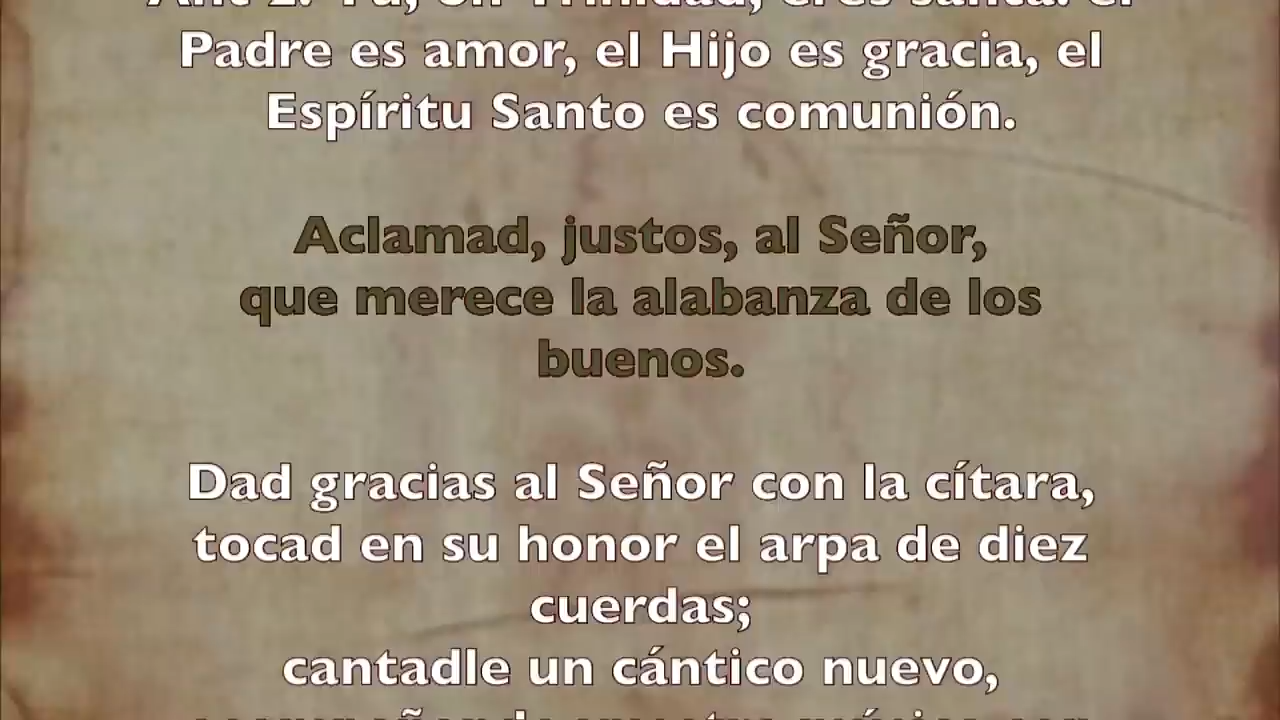 Padre es amor, el Hijo es gracia, el
Espíritu Santo es comunión.
Aclamad, justos, al Señor,
que merece la alabanza de los
buenos.
Dad gracias al Señor con la cítara,
tocad en su honor el arpa de diez
cuerdas;
cantadle un cántico nuevo,